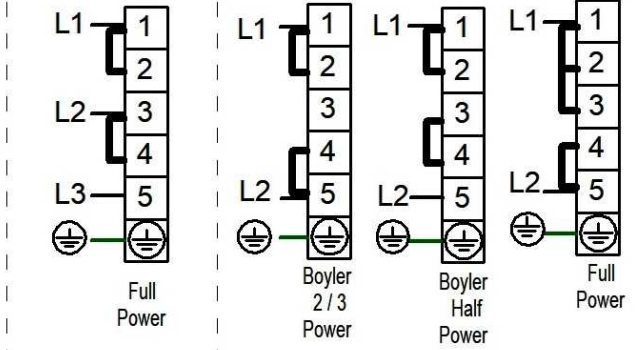 L1 1
2
L2 3
4
L3 5
Full
Power
L1 1
2
3
4
L2 5
Boyler
2 / 3
Power
L1 1
2
3
4
L2 5
Boyler
Half
Power
L1 1
2
3
4
L2 5
Full
Power